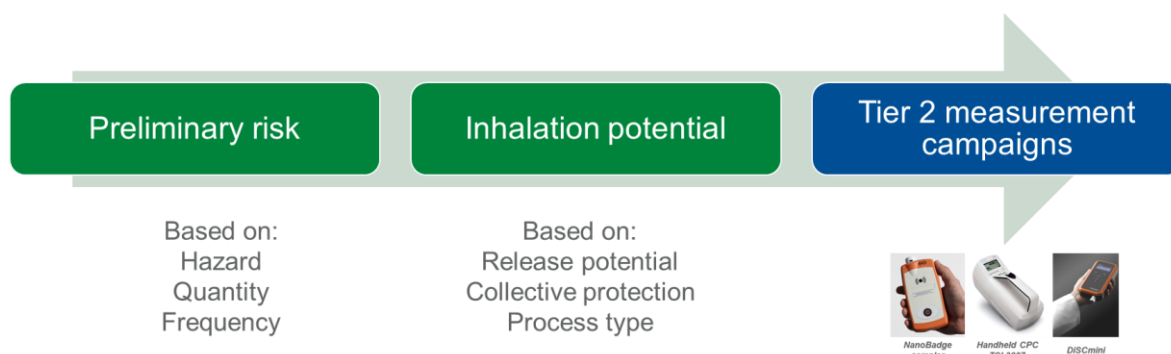 Preliminary risk
Inhalation potential
Tier 2 measurement
campaigns
Based on:
Hazard
Quantity
Frequency
Based on:
Release potential
Collective protection
Process type
NanoBadge
Handheld CPC
DiSCmini